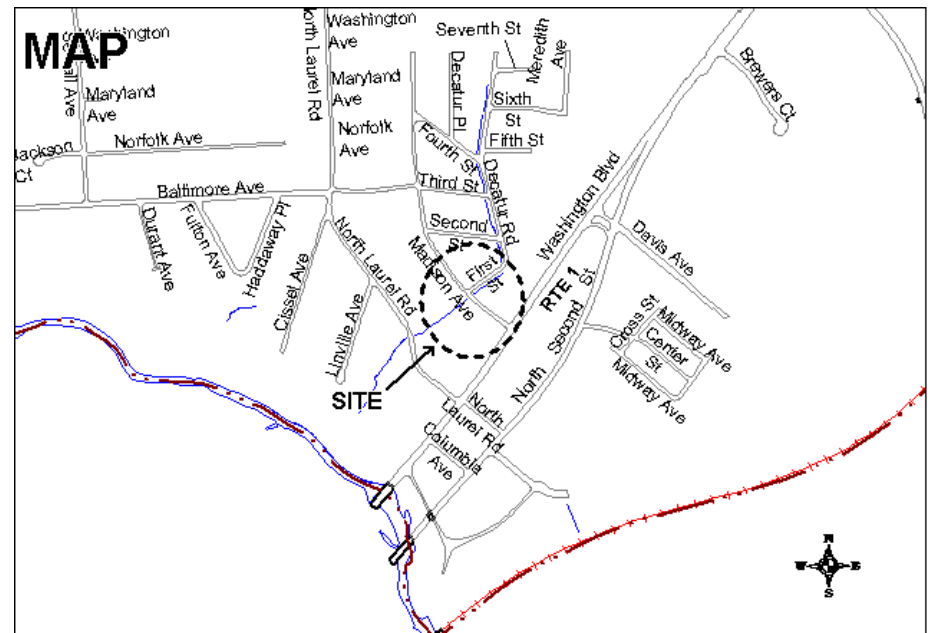 MAP
Washington
Ave
Maryland
Ave
Norfolk Ave
Jackson
Ct
Baltimore Ave
Durant Ave
Fulton Ave
Haddaway Pl
Cissel Ave
Linville Ave
North Laurel Rd
Washington
Ave
Maryland
Ave
Norfolk
Ave
North Laurel Rd
Seventh St
Meredith
Ave
Decatur Pl
Sixth
St
Fifth St
Fourth St
Third St
Decatur Rd
Second
St
Madison Ave
First
St
Washington Blvd
Brewers Ct
Davis Ave
RTE 1
North Second St
Cross St
Midway Ave
Center
St
Midway Ave
North
Laurel Rd
Columbia
Ave
North
SITE
N
W
E
S